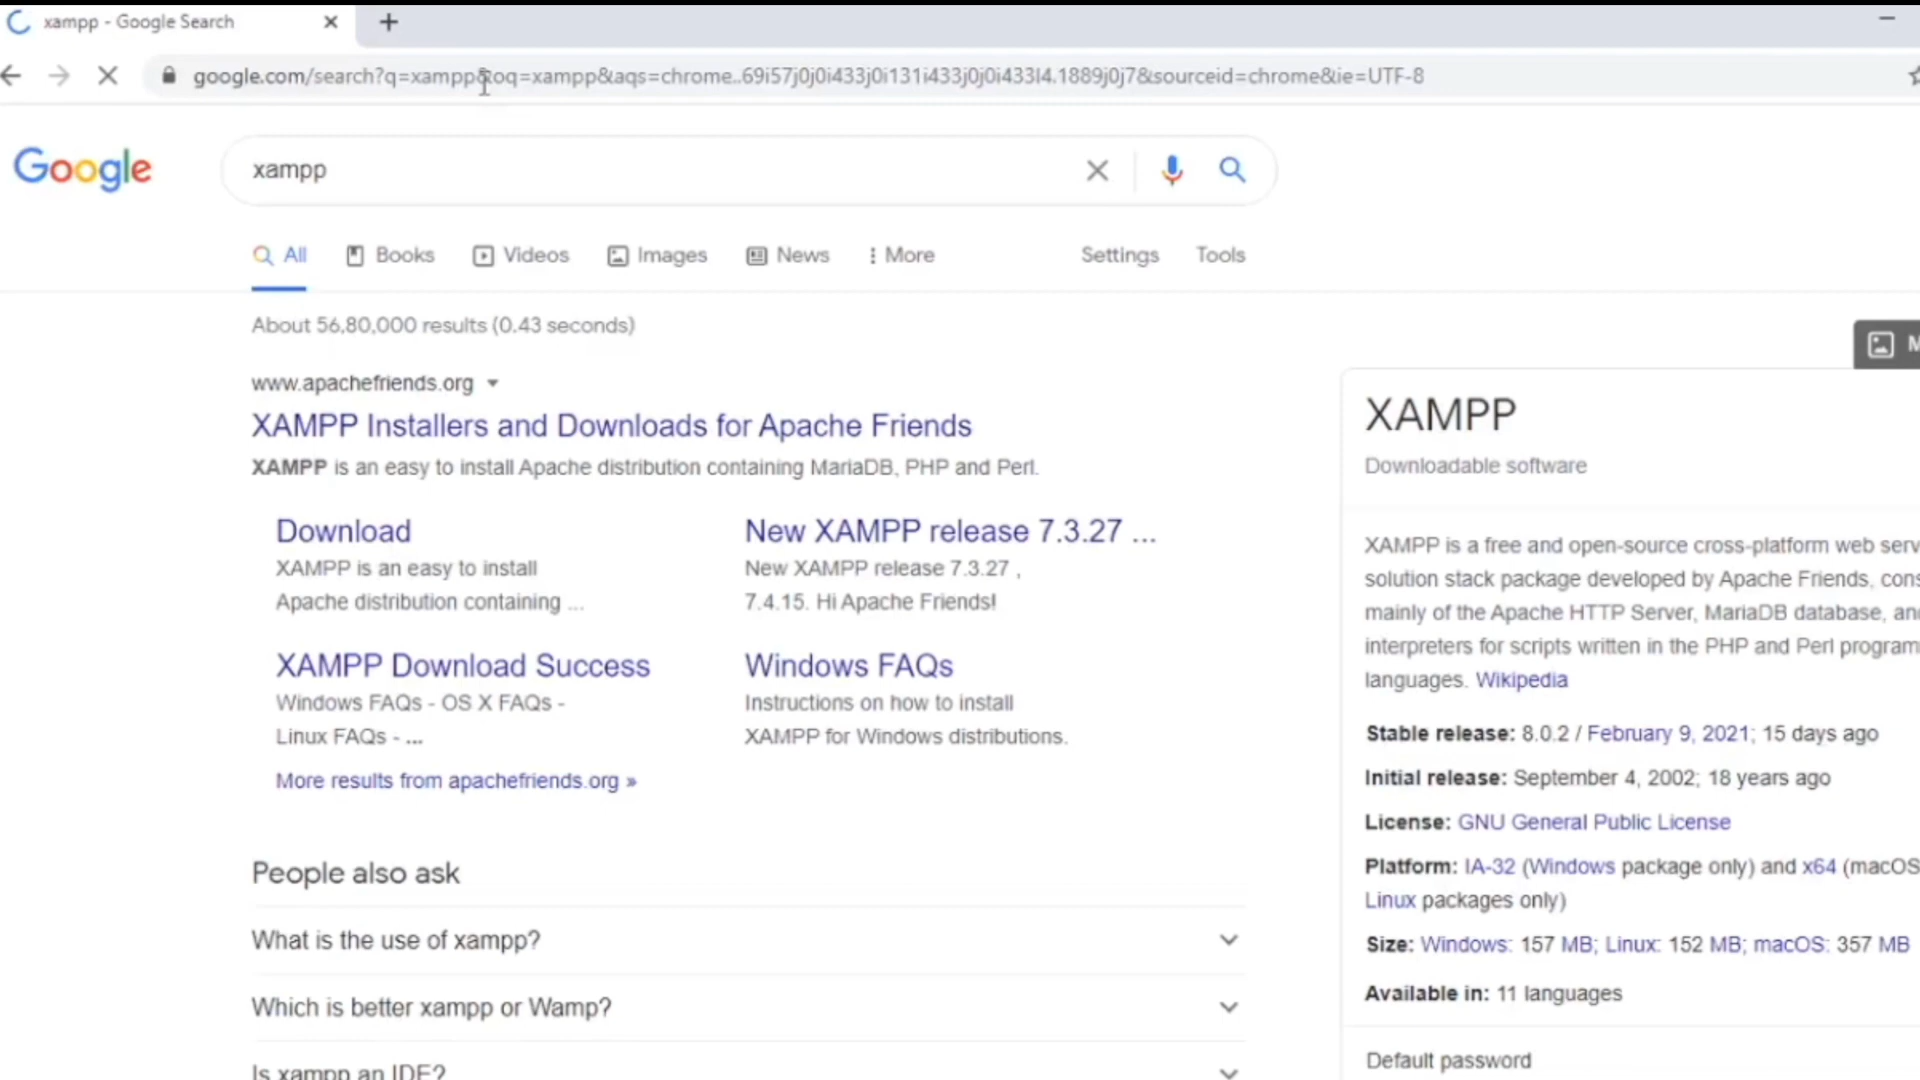 xampp - Google Search
google.com/search?q=xampp&oq=xampp&aqs=chrome..69i57j0j0i433j0i131i433j0j0i433l4.1889j0j7&sourceid=chrome&ie=UTF-8
Google
xampp
All Books Videos Images News More Settings Tools
About 56,80,000 results (0.43 seconds)
www.apachefriends.org
XAMPP Installers and Downloads for Apache Friends
XAMPP is an easy to install Apache distribution containing MariaDB, PHP and Perl.
Download
XAMPP is an easy to install
Apache distribution containing ...
New XAMPP release 7.3.27 ...
New XAMPP release 7.3.27 ,
7.4.15. Hi Apache Friends!
XAMPP Download Success
Windows FAQs - OS X FAQs -
Linux FAQs - ...
Windows FAQs
Instructions on how to install
XAMPP for Windows distributions.
More results from apachefriends.org »
People also ask
What is the use of xampp?
Which is better xampp or Wamp?
Is xampp an IDE?
M
XAMPP
Downloadable software
XAMPP is a free and open-source cross-platform web serv
solution stack package developed by Apache Friends, cons
mainly of the Apache HTTP Server, MariaDB database, and
interpreters for scripts written in the PHP and Perl program
languages. Wikipedia
Stable release: 8.0.2 / February 9, 2021; 15 days ago
Initial release: September 4, 2002; 18 years ago
License: GNU General Public License
Platform: IA-32 (Windows package only) and x64 (macOS
Linux packages only)
Size: Windows: 157 MB; Linux: 152 MB; macOS: 357 MB
Available in: 11 languages
Default password